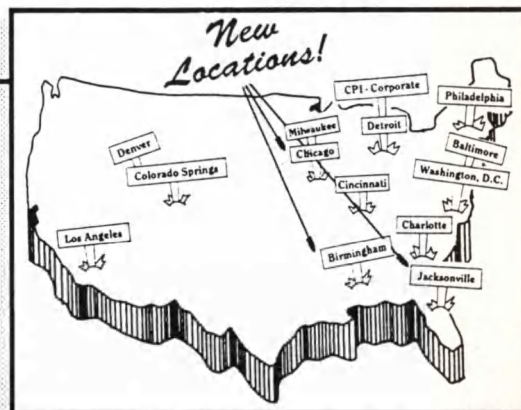 New
Locations!
CPI - Corporate
Philadelphia
Milwaukee
Detroit
Denver
Chicago
Baltimore
Colorado Springs
Cincinnati
Washington, D.C.
Los Angeles
Charlotte
Birmingham
Jacksonville